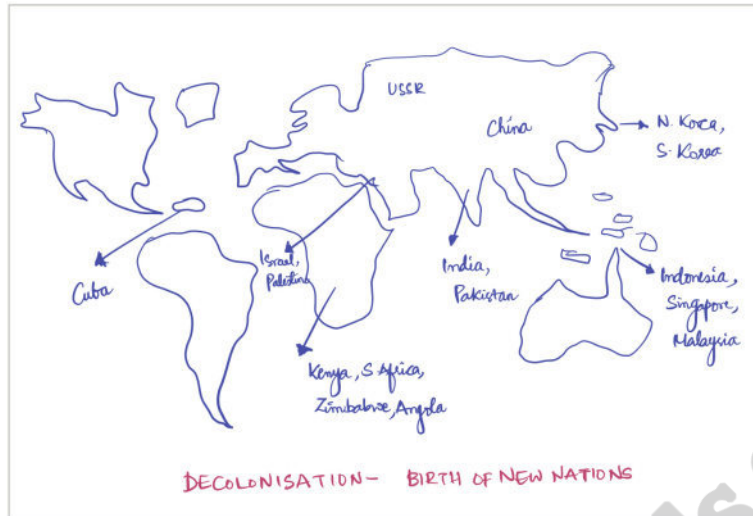 USSR
China
N. Korea,
S. Korea
Cuba
Israel,
Palestine
India,
Pakistan
Indonesia,
Singapore,
Malaysia
Kenya, S Africa,
Zimbabwe, Angola
DECOLONISATION- BIRTH OF NEW NATIONS